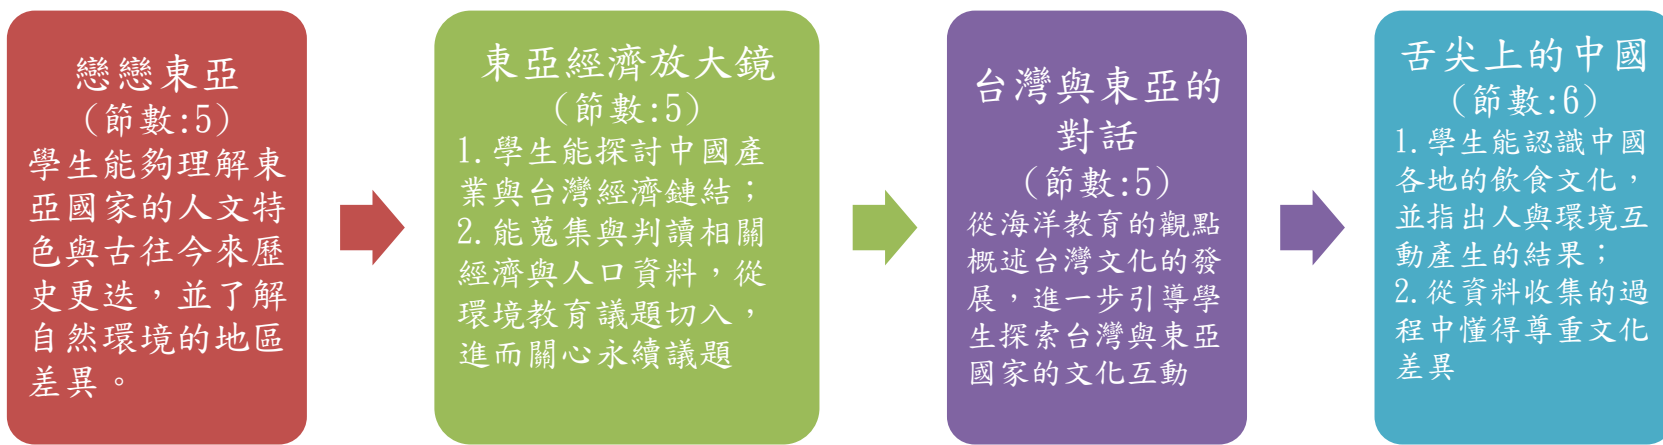 戀戀東亞
(節數:5)
學生能夠理解東
亞國家的人文特
色與古往今來歷
史更迭，並了解
自然環境的地區
差異。
東亞經濟放大鏡
(節數:5)
1.學生能探討中國產
業與台灣經濟鏈結；
2.能蒐集與判讀相關
經濟與人口資料，從
環境教育議題切入，
進而關心永續議題
台灣與東亞的
對話
(節數:5)
從海洋教育的觀點
概述台灣文化的發
展，進一步引導學
生探索台灣與東亞
國家的文化互動
舌尖上的中國
(節數:6)
1.學生能認識中國
各地的飲食文化，
並指出人與環境互
動產生的結果；
2.從資料收集的過
程中懂得尊重文化
差異